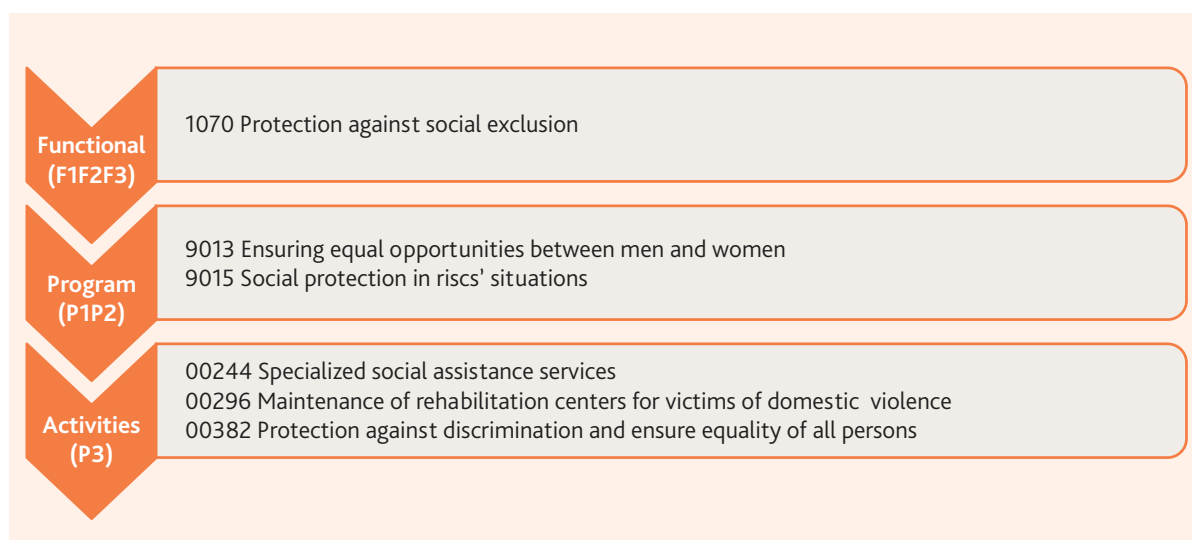 Functional
(F1F2F3)
1070 Protection against social exclusion
Program
(P1P2)
9013 Ensuring equal opportunities between men and women
9015 Social protection in riscs’ situations
Activities
(P3)
00244 Specialized social assistance services
00296 Maintenance of rehabilitation centers for victims of domestic violence
00382 Protection against discrimination and ensure equality of all persons